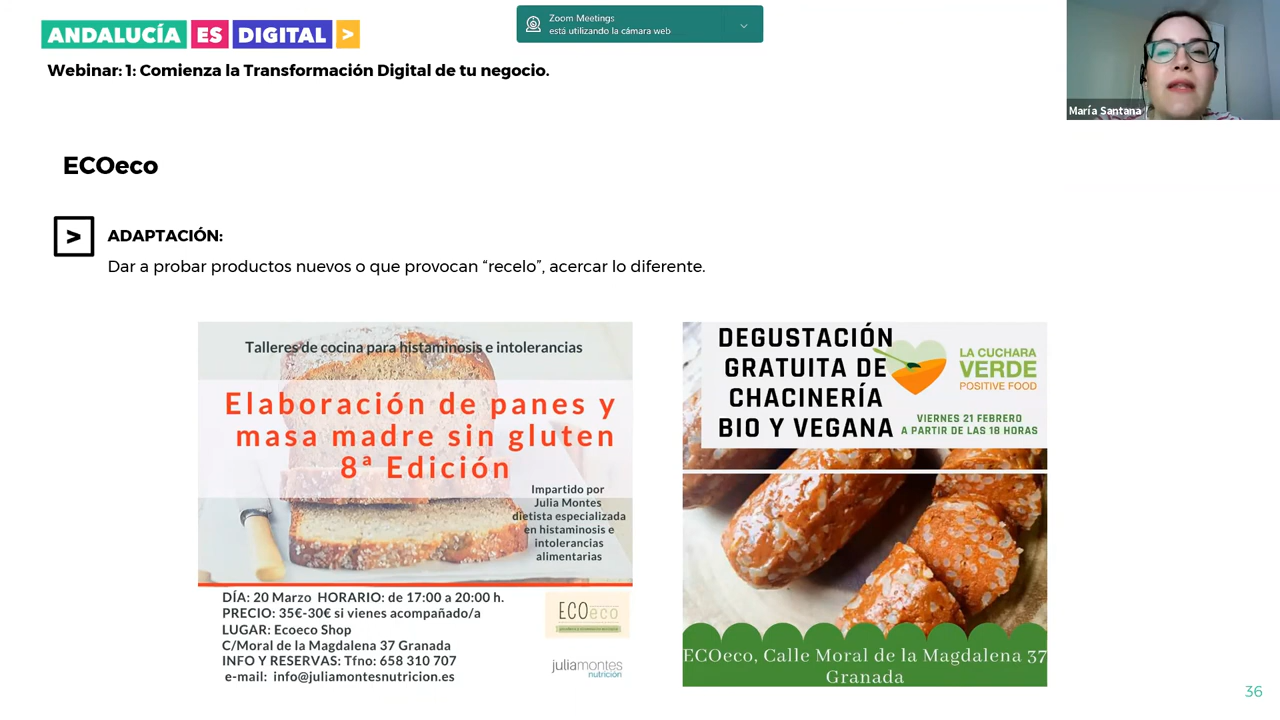 ANDALUCÍA ES DIGITAL >
Zoom Meetings
está utilizando la cámara web
Webinar: 1: Comienza la Transformación Digital de tu negocio.
María Santana
ECOeco
> ADAPTACIÓN:
Dar a probar productos nuevos o que provocan “recelo”, acercar lo diferente.
Talleres de cocina para histaminosis e intolerancias
Elaboración de panes y
masa madre sin gluten
8ª Edición
Impartido por
Julia Montes
dietista especializada
en histaminosis e
intolerancias
alimentarias
DÍA: 20 Marzo HORARIO: de 17:00 a 20:00 h.
PRECIO: 35€-30€ si vienes acompañado/a
LUGAR: Ecoeco Shop
C/Moral de la Magdalena 37 Granada
INFO Y RESERVAS: Tfno: 658 310 707
e-mail: info@juliamontesnutricion.es
ECOeco
juliamontes
nutrición
DEGUSTACIÓN
GRATUITA DE
CHACINERÍA
BIO Y VEGANA
LA CUCHARA
VERDE
POSITIVE FOOD
VIERNES 21 FEBRERO
A PARTIR DE LAS 18 HORAS
ECOeco, Calle Moral de la Magdalena 37
Granada
36